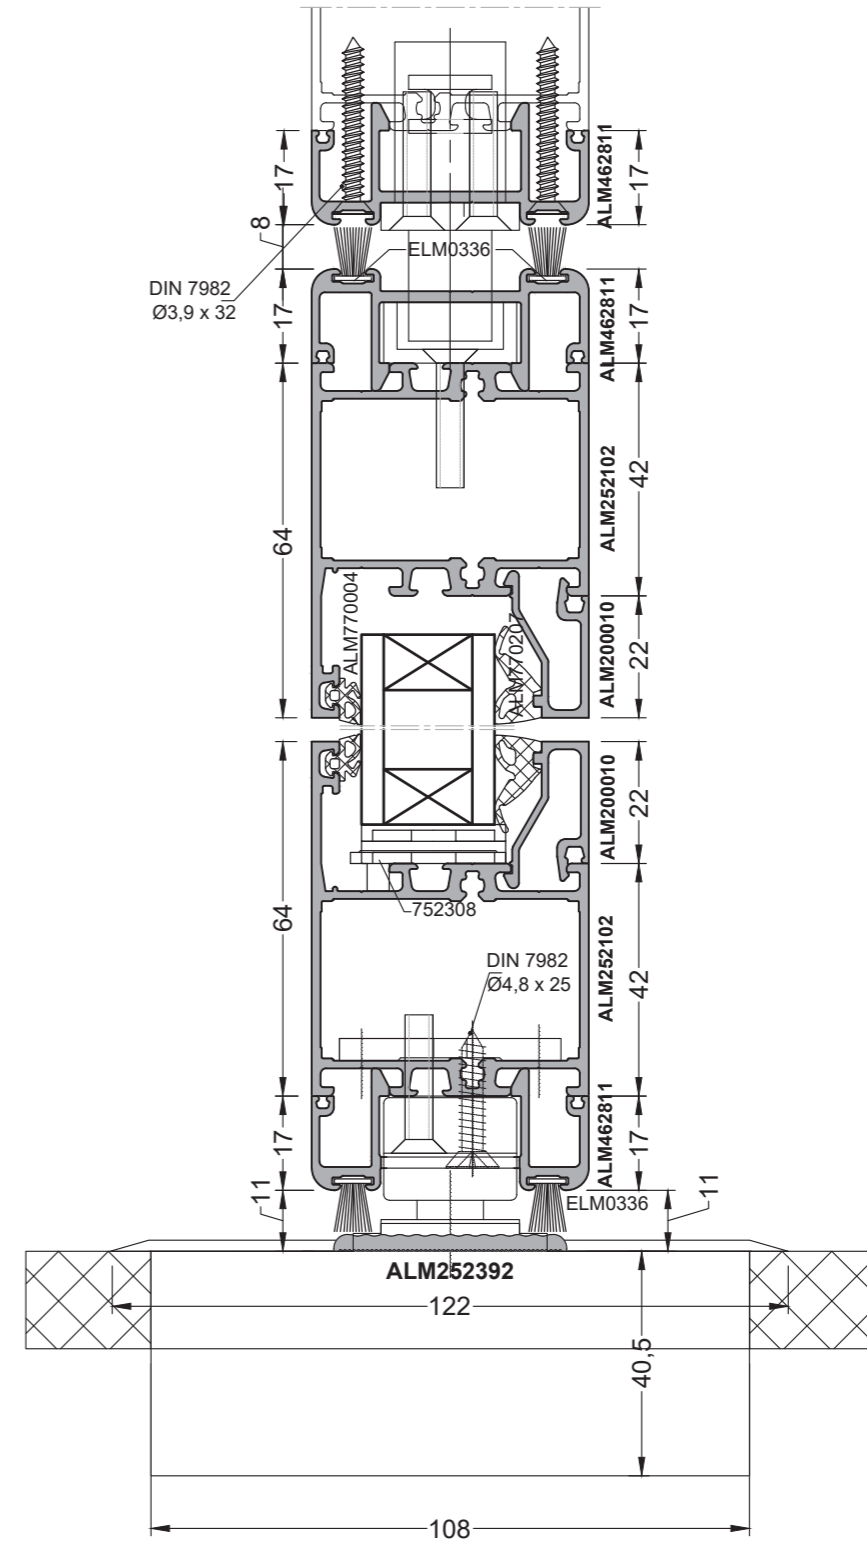 17
ALM462811
17
8
ELM0336
DIN 7982
Ø3,9 x 32
17
ALM462811
17
64
ALM252102
42
ALM770004
ALM770207
ALM200010
22
ALM200010
22
64
752308
DIN 7982
Ø4,8 x 25
ALM252102
42
17
ALM462811
17
11
ELM0336
11
ALM252392
122
40,5
108